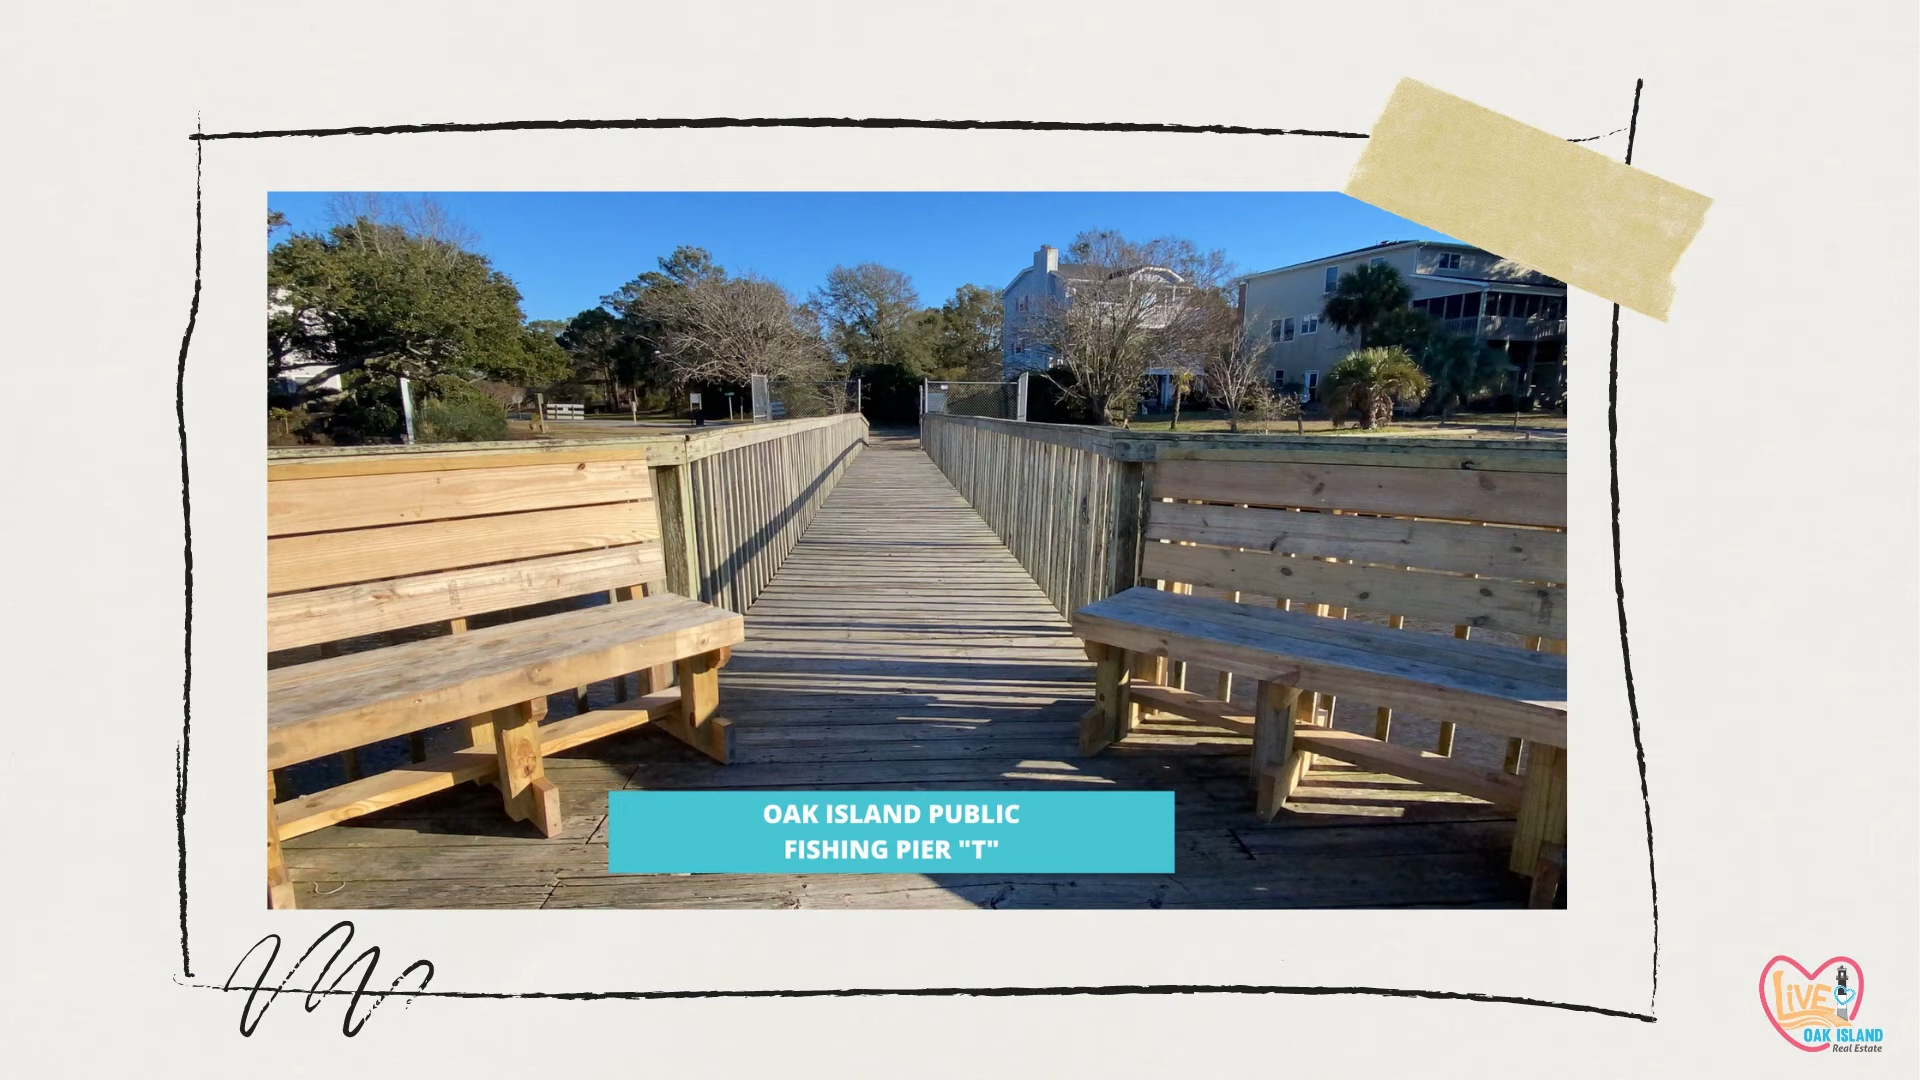 OAK ISLAND PUBLIC
FISHING PIER "T"
LiVE
OAK ISLAND
Real Estate